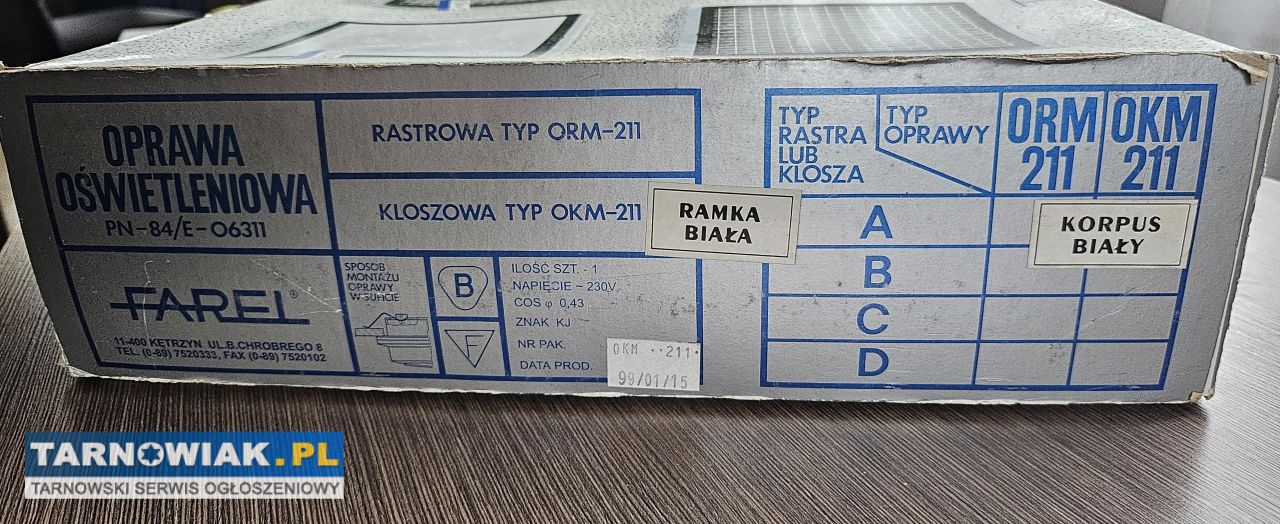 OPRAWA
OŚWIETLENIOWA
PN-84/E-06311
RASTROWA TYP ORM-211
KLOSZOWA TYP OKM-211
RAMKA
BIAŁA
FAREL®
11-400 KĘTRZYN UL.B.CHROBREGO 8
TEL. (0-89) 7520333, FAX (0-89) 7520102
SPOSÓB
MONTAŻU
OPRAWY
W SUFICIE
B
F
ILOŚĆ SZT. - 1
NAPIĘCIE ~ 230V
COS φ 0,43
ZNAK KJ
NR PAK.
DATA PROD.
OKM ··211·
99/01/15
TYP
RASTRA
LUB
KLOSZA
TYP
OPRAWY
ORM
211
OKM
211
A
B
C
D
KORPUS
BIAŁY
TARNOWIAK.PL
TARNOWSKI SERWIS OGŁOSZENIOWY